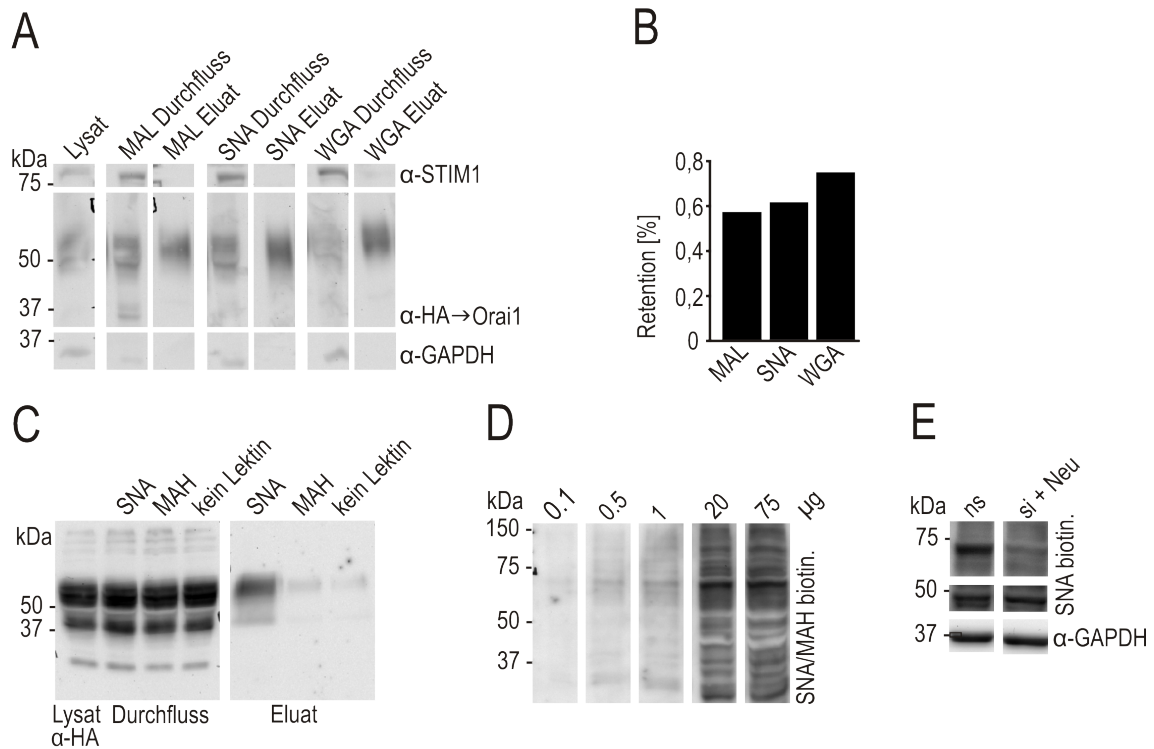 A
Lysat
MAL Durchfluss
MAL Eluat
SNA Durchfluss
SNA Eluat
WGA Durchfluss
WGA Eluat
kDa
75
α-STIM1
50
37
α-HA→Orai1
37
α-GAPDH
B
Retention [%]
0,8
0,6
0,4
0,2
0
MAL
SNA
WGA
C
SNA
MAH
kein Lektin
SNA
MAH
kein Lektin
kDa
50
37
Lysat
Durchfluss
Eluat
α-HA
D
kDa
0.1
0.5
1
20
75
µg
150
75
50
37
SNA/MAH biotin.
E
kDa
ns
si + Neu
75
50
SNA biotin.
37
α-GAPDH